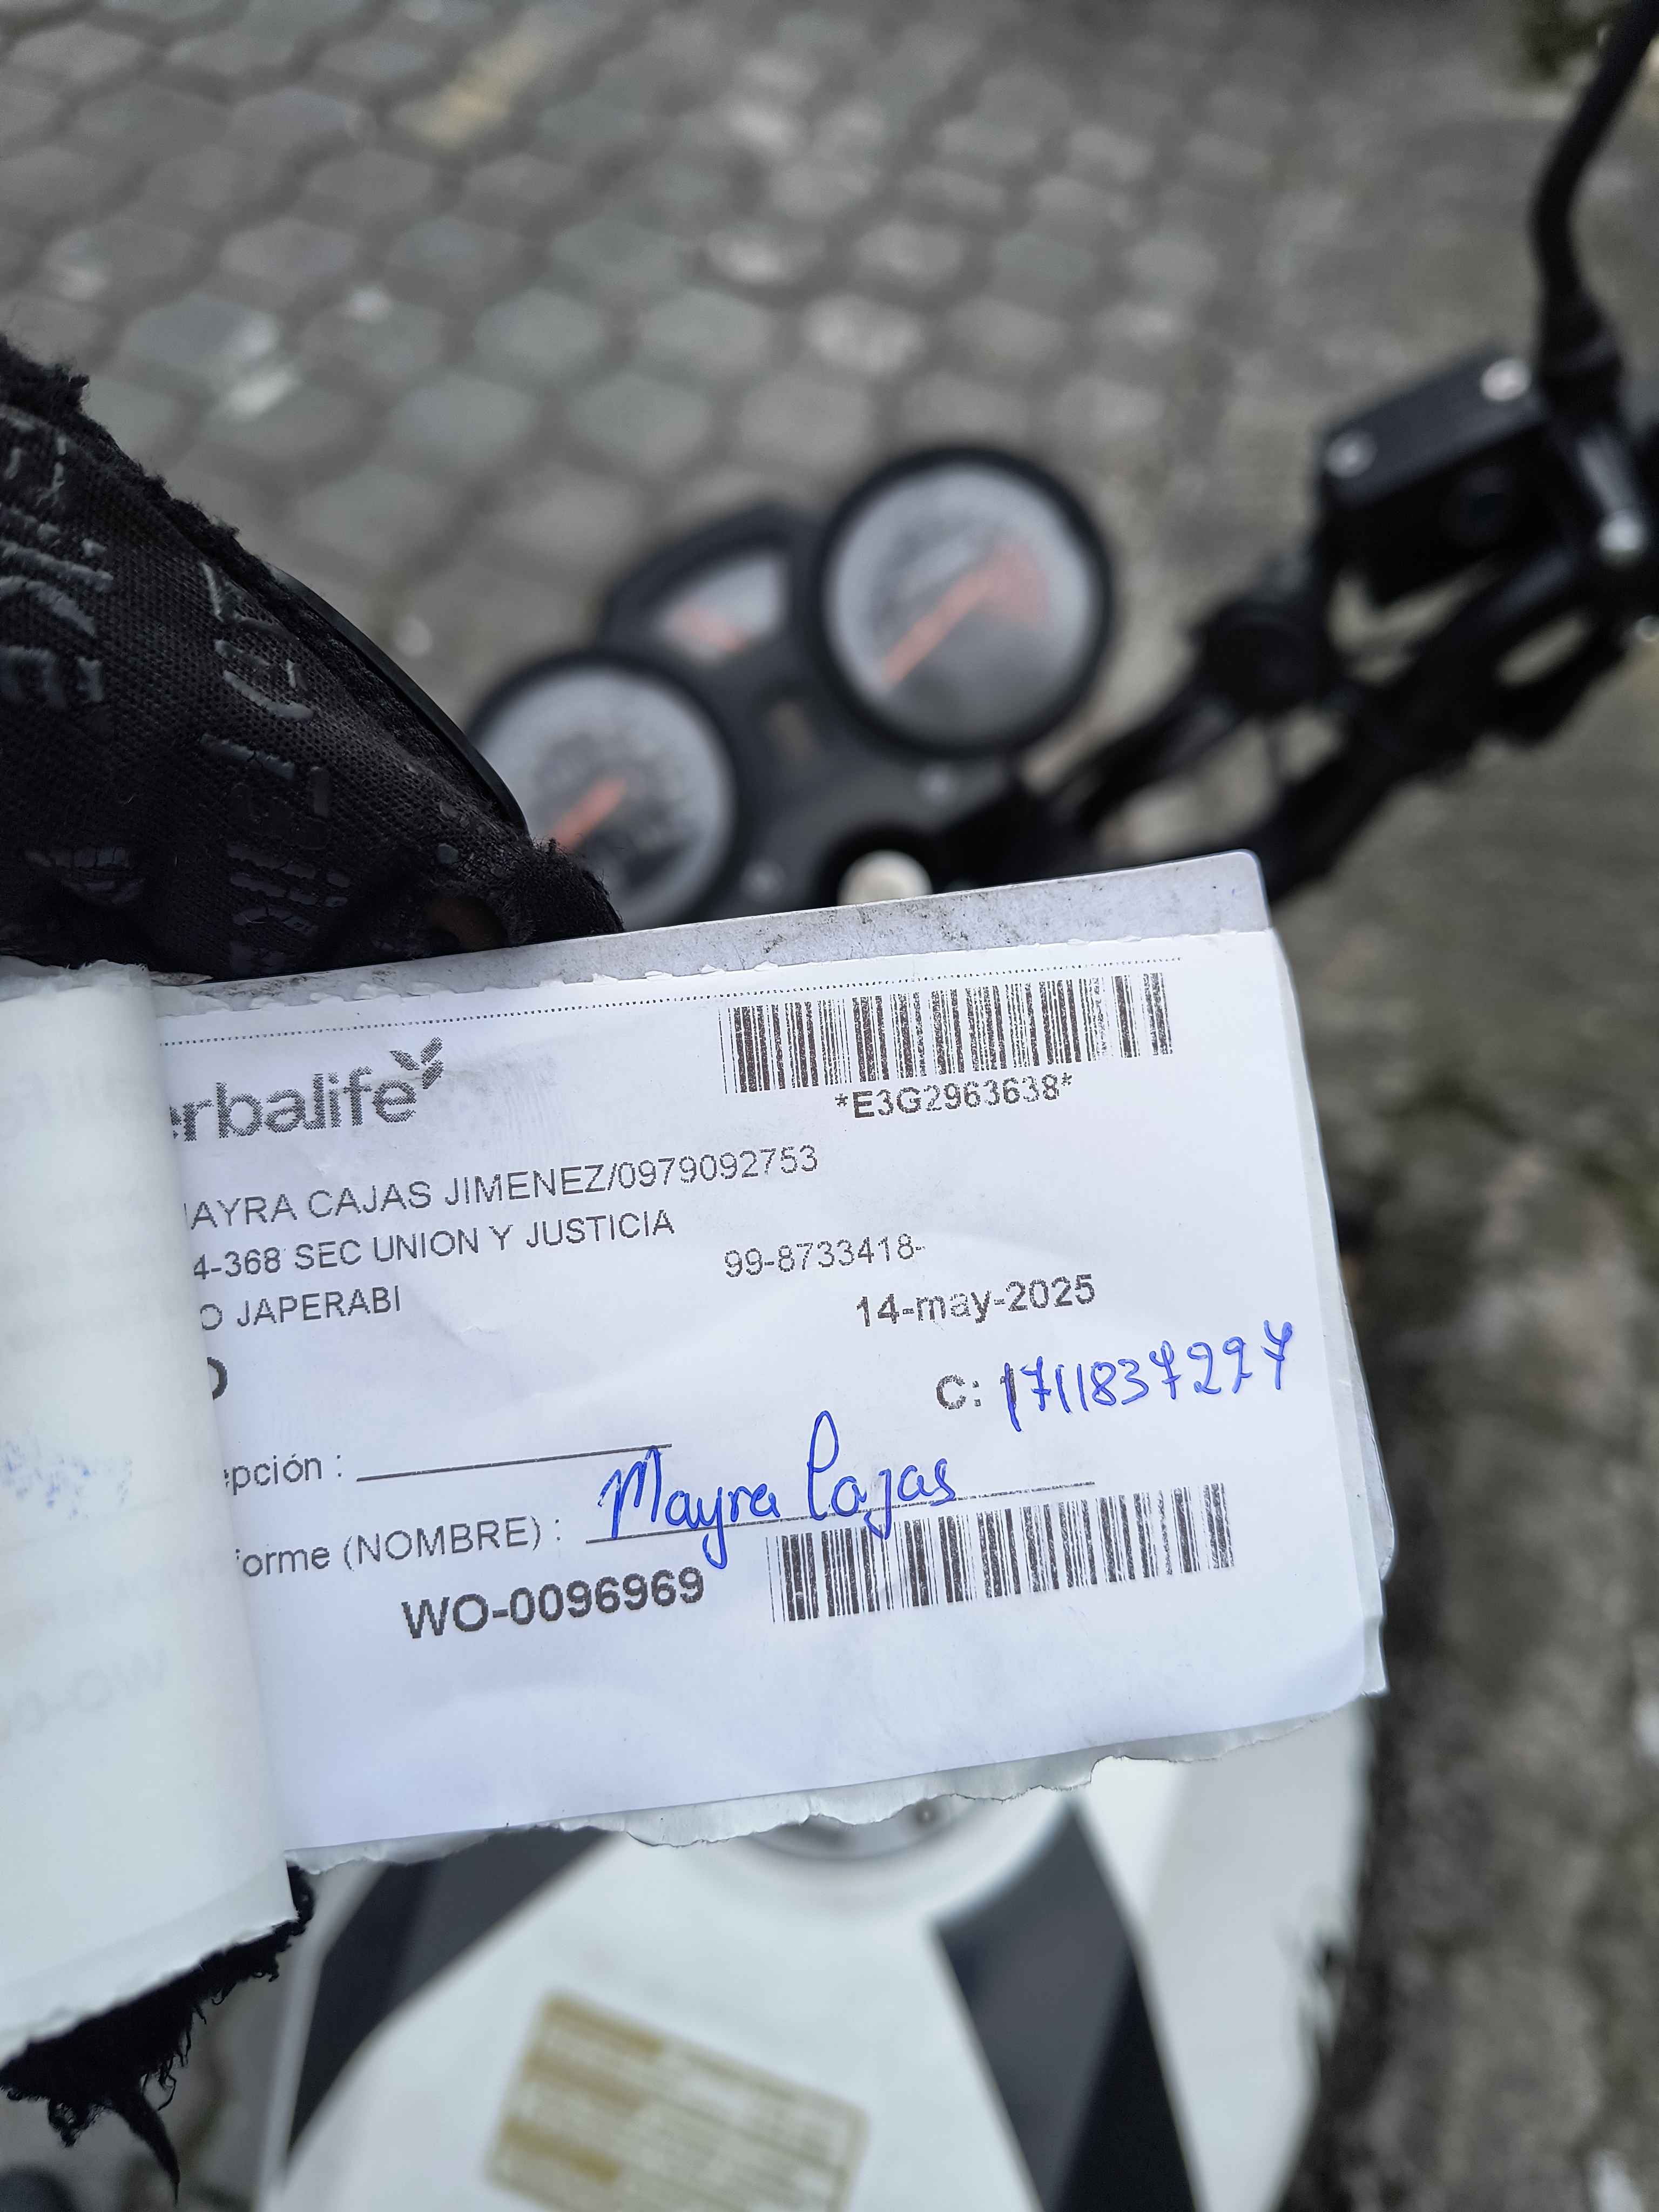 erbalife
*E3G2963638*
AYRA CAJAS JIMENEZ/0979092753
4-368 SEC UNION Y JUSTICIA
99-8733418-
O JAPERABI
14-may-2025
C: 1711837227
epción :
forme (NOMBRE) : Mayra Cajas
WO-0096969